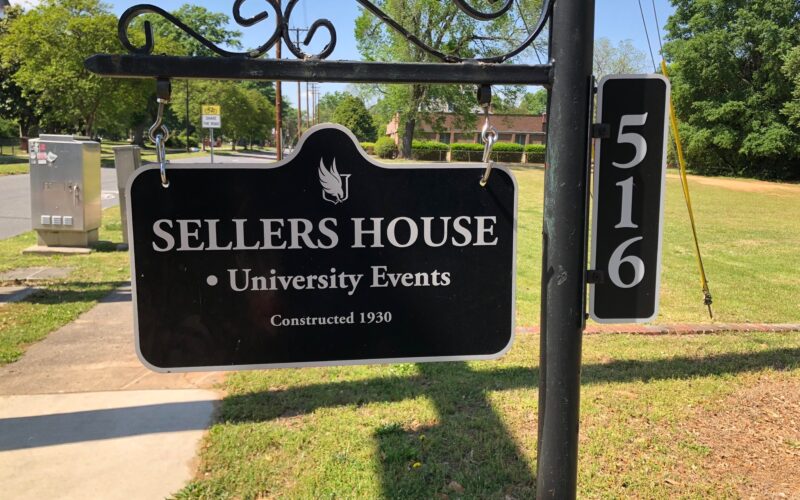 SELLERS HOUSE
• University Events
Constructed 1930
516